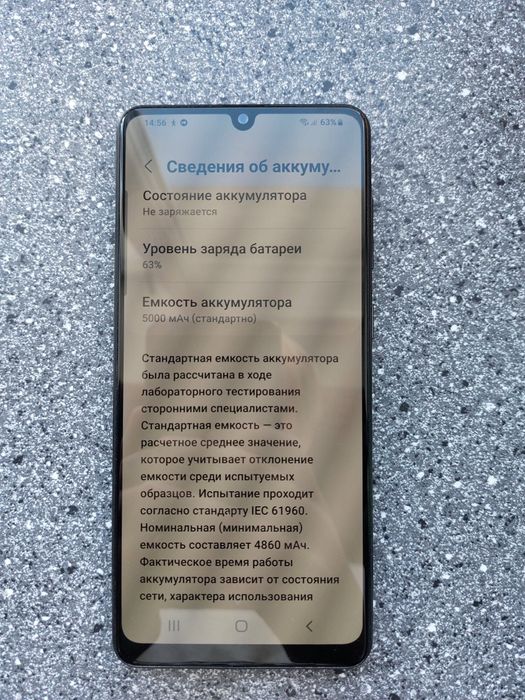 14:56 63%
Сведения об аккуму...
Состояние аккумулятора
Не заряжается
Уровень заряда батареи
63%
Емкость аккумулятора
5000 мАч (стандартно)
Стандартная емкость аккумулятора
была рассчитана в ходе
лабораторного тестирования
сторонними специалистами.
Стандартная емкость — это
расчетное среднее значение,
которое учитывает отклонение
емкости среди испытуемых
образцов. Испытание проходит
согласно стандарту IEC 61960.
Номинальная (минимальная)
емкость составляет 4860 мАч.
Фактическое время работы
аккумулятора зависит от состояния
сети, характера использования